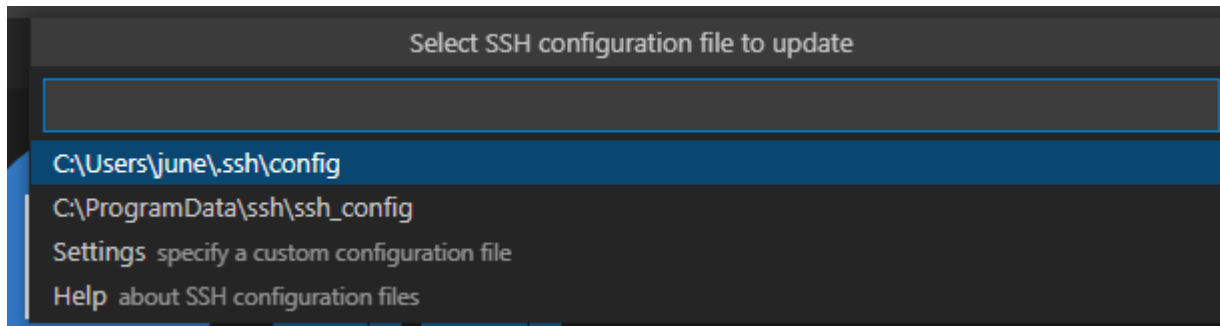 Select SSH configuration file to update
C:\Users\june\.ssh\config
C:\ProgramData\ssh\ssh_config
Settings specify a custom configuration file
Help about SSH configuration files